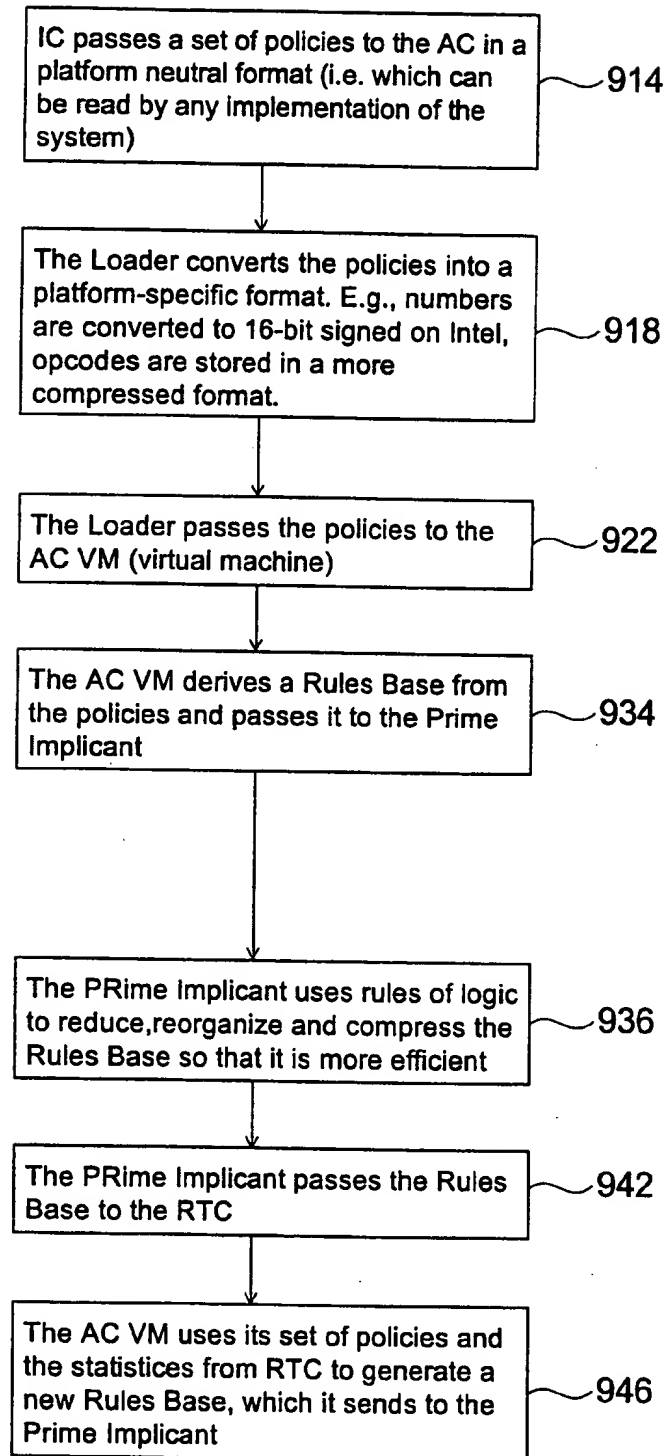 IC passes a set of policies to the AC in a
platform neutral format (i.e. which can
be read by any implementation of the
system)
914
The Loader converts the policies into a
platform-specific format. E.g., numbers
are converted to 16-bit signed on Intel,
opcodes are stored in a more
compressed format.
918
The Loader passes the policies to the
AC VM (virtual machine)
922
The AC VM derives a Rules Base from
the policies and passes it to the Prime
Implicant
934
The PRime Implicant uses rules of logic
to reduce,reorganize and compress the
Rules Base so that it is more efficient
936
The PRime Implicant passes the Rules
Base to the RTC
942
The AC VM uses its set of policies and
the statistices from RTC to generate a
new Rules Base, which it sends to the
Prime Implicant
946